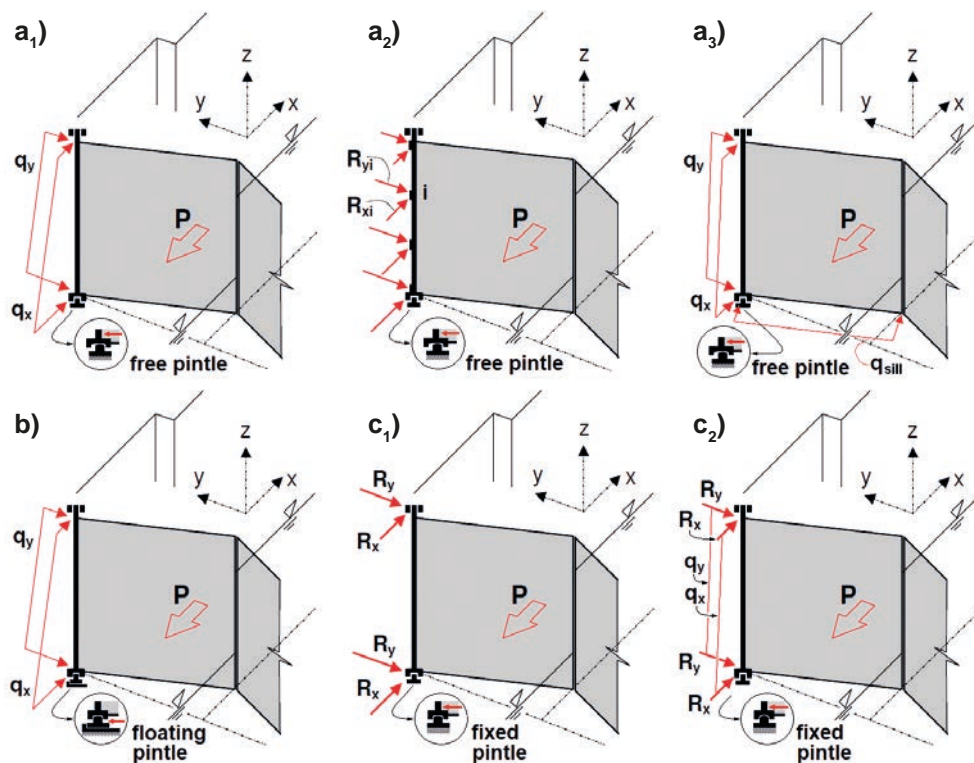 a1)
z
y
x
qy
P
qx
free pintle
a2)
z
y
x
Ryi
i
Rxi
P
free pintle
a3)
z
y
x
qy
P
qx
free pintle
qsill
b)
z
y
x
qy
P
qx
floating
pintle
c1)
z
y
x
Ry
Rx
P
Ry
Rx
fixed
pintle
c2)
z
y
x
Ry
Rx
qy
qx
P
Ry
Rx
fixed
pintle